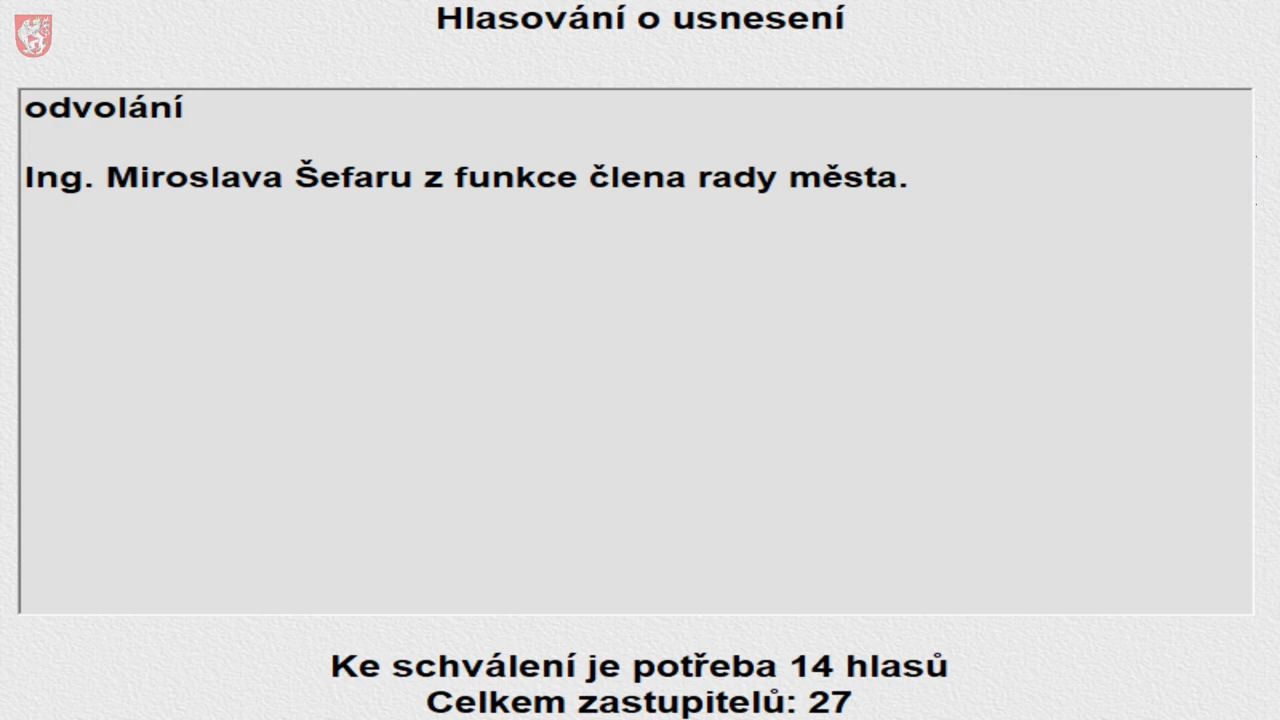 Hlasování o usnesení
odvolání
Ing. Miroslava Šefaru z funkce člena rady města.
Ke schválení je potřeba 14 hlasů
Celkem zastupitelů: 27